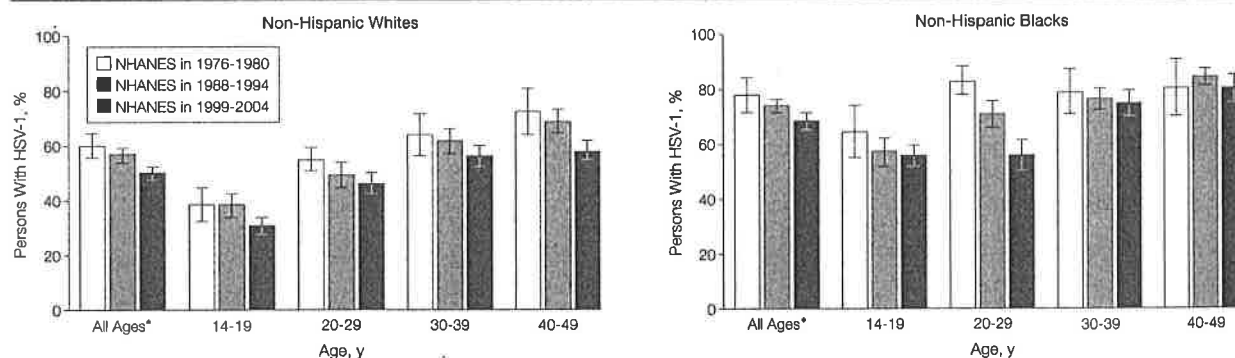 Non-Hispanic Whites
100
80
60
40
20
0
Persons With HSV-1, %
NHANES in 1976-1980
NHANES in 1988-1994
NHANES in 1999-2004
All Ages* 14-19 20-29 30-39 40-49
Age, y
Non-Hispanic Blacks
100
80
60
40
20
0
Persons With HSV-1, %
All Ages* 14-19 20-29 30-39 40-49
Age, y